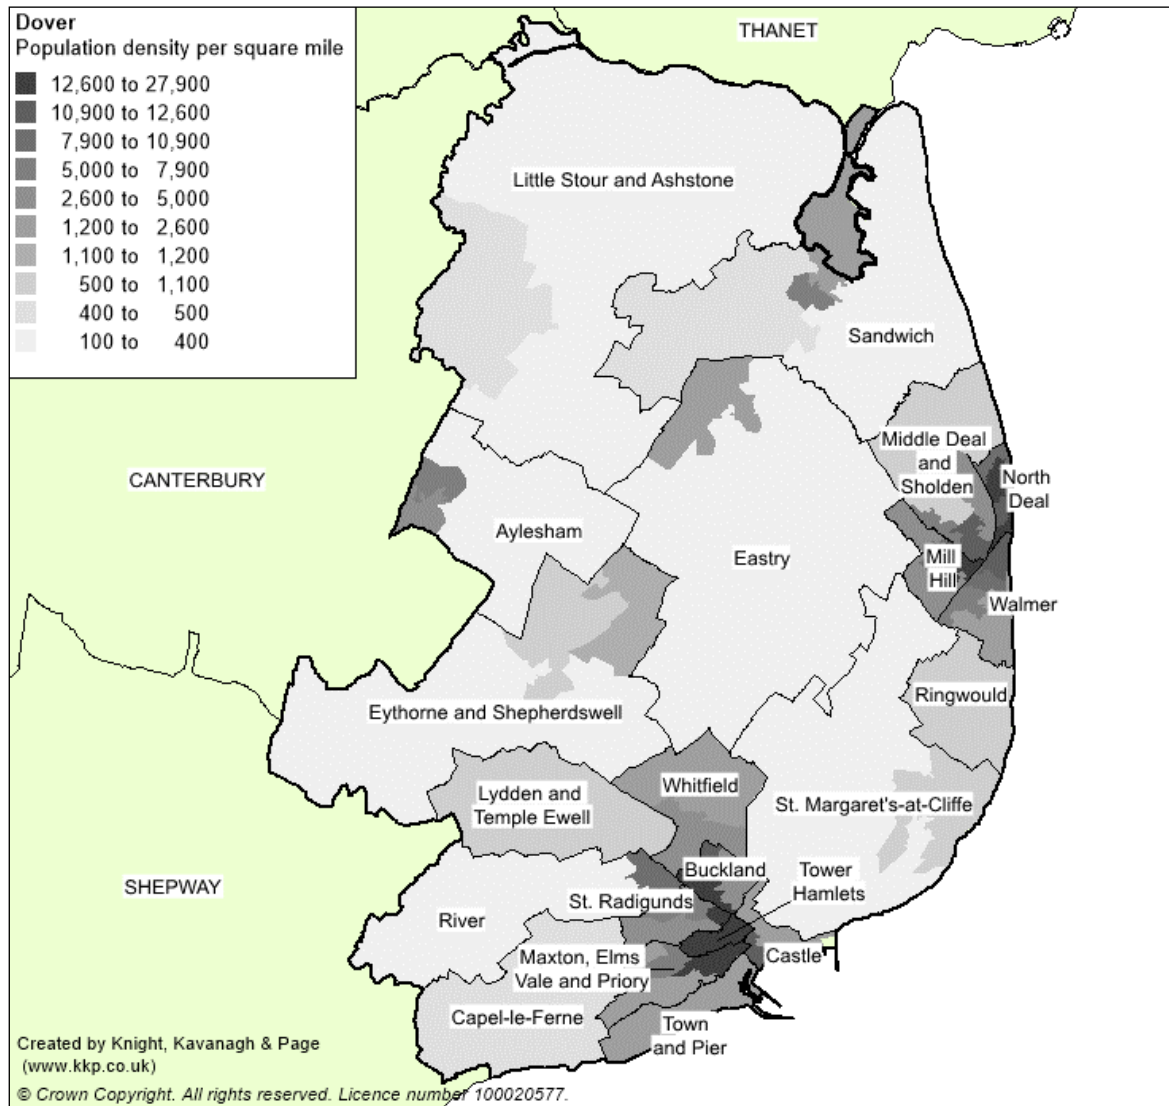 Dover
Population density per square mile
12,600 to 27,900
10,900 to 12,600
7,900 to 10,900
5,000 to 7,900
2,600 to 5,000
1,200 to 2,600
1,100 to 1,200
500 to 1,100
400 to 500
100 to 400
THANET
Little Stour and Ashstone
Sandwich
Middle Deal
and
Sholden
North
Deal
CANTERBURY
Aylesham
Eastry
Mill
Hill
Walmer
Ringwould
Eythorne and Shepherdswell
Whitfield
Lydden and
Temple Ewell
St. Margaret's-at-Cliffe
SHEPWAY
Buckland
Tower
Hamlets
St. Radigunds
River
Maxton, Elms
Vale and Priory
Castle
Capel-le-Ferne
Town
and Pier
Created by Knight, Kavanagh & Page
(www.kkp.co.uk)
© Crown Copyright. All rights reserved. Licence number 100020577.